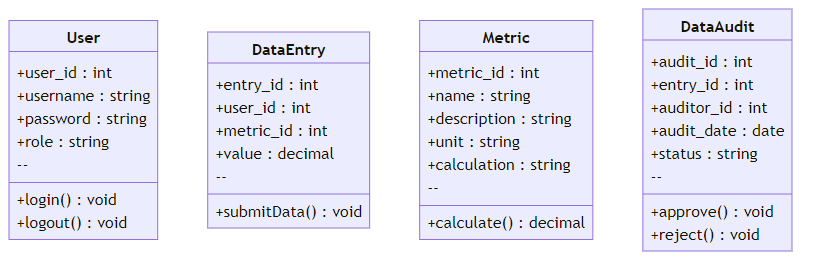 User
+user_id : int
+username : string
+password : string
+role : string
--
+login() : void
+logout() : void
DataEntry
+entry_id : int
+user_id : int
+metric_id : int
+value : decimal
--
+submitData() : void
Metric
+metric_id : int
+name : string
+description : string
+unit : string
+calculation : string
--
+calculate() : decimal
DataAudit
+audit_id : int
+entry_id : int
+auditor_id : int
+audit_date : date
+status : string
--
+approve() : void
+reject() : void